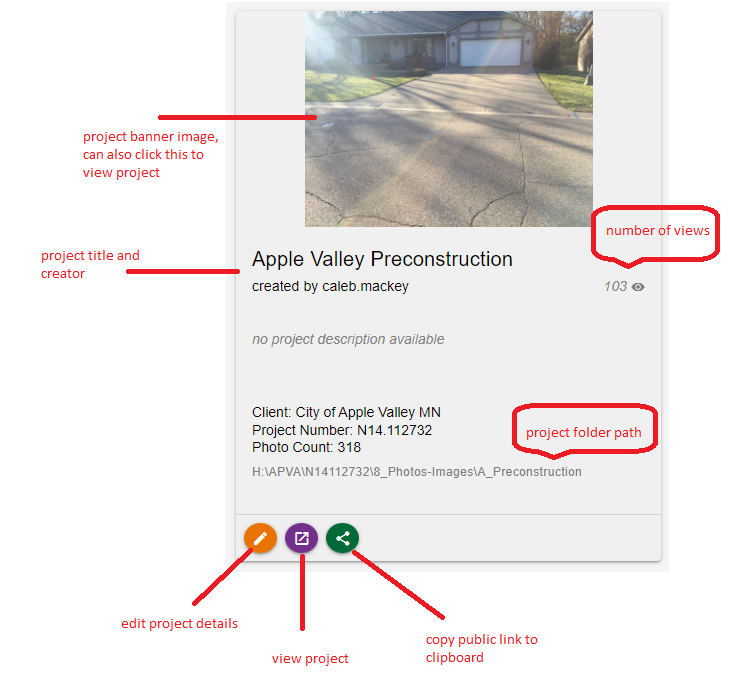 project banner image,
can also click this to
view project
number of views
project title and
creator
Apple Valley Preconstruction
created by caleb.mackey
103
no project description available
Client: City of Apple Valley MN
Project Number: N14.112732
Photo Count: 318
project folder path
H:\APVA\N14112732\8_Photos-Images\A_Preconstruction
edit project details
view project
copy public link to
clipboard